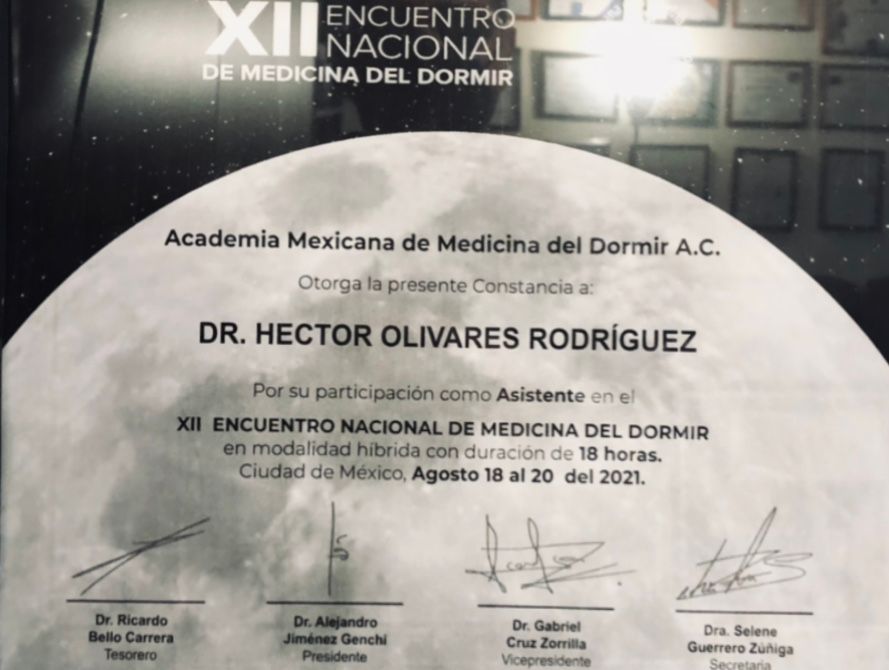 XII ENCUENTRO
NACIONAL
DE MEDICINA DEL DORMIR
Academia Mexicana de Medicina del Dormir A.C.
Otorga la presente Constancia a:
DR. HECTOR OLIVARES RODRÍGUEZ
Por su participación como Asistente en el
XII ENCUENTRO NACIONAL DE MEDICINA DEL DORMIR
en modalidad híbrida con duración de 18 horas.
Ciudad de México, Agosto 18 al 20 del 2021.
Dr. Ricardo
Bello Carrera
Tesorero
Dr. Alejandro
Jiménez Genchi
Presidente
Dr. Gabriel
Cruz Zorrilla
Vicepresidente
Dra. Selene
Guerrero Zúñiga
Secretaria